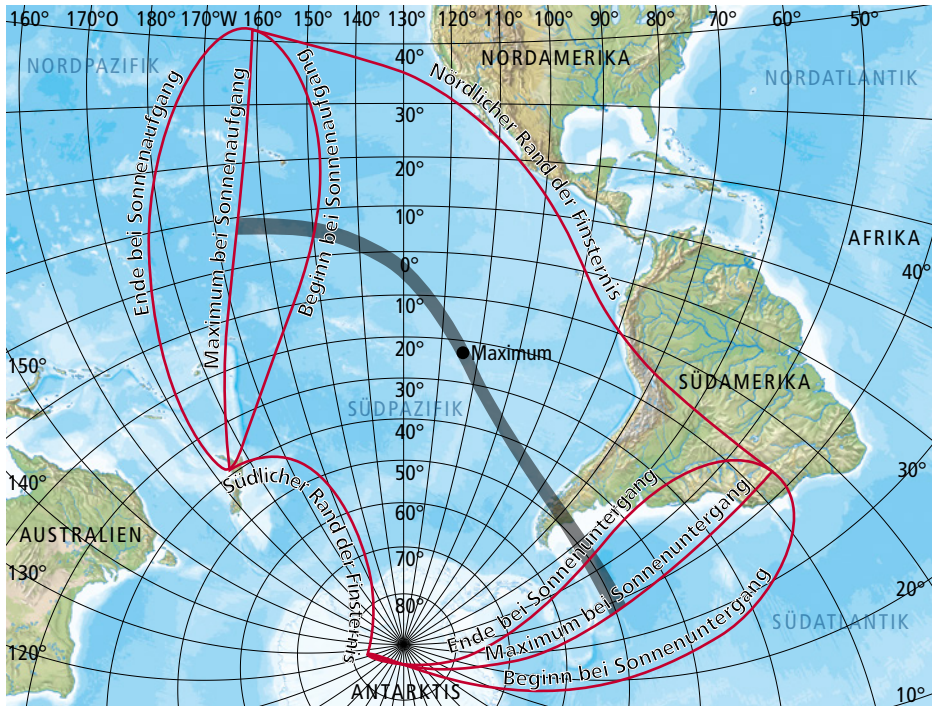 160° 170°O 180° 170° W 160° 150° 140° 130° 120° 110° 100° 90° 80° 70° 60° 50°
NORDPAZIFIK
NORDAMERIKA
NORDATLANTIK
40°
30°
20°
10°
0°
10°
20°
30°
40°
50°
60°
70°
80°
Ende bei Sonnenaufgang
Maximum bei Sonnenaufgang
Beginn bei Sonnenaufgang
Nördlicher Rand der Finsternis
AFRIKA
40°
Maximum
150°
SÜDPAZIFIK
SÜDAMERIKA
140°
Südlicher Rand der Finsternis
30°
AUSTRALIEN
130°
Ende bei Sonnenuntergang
Maximum bei Sonnenuntergang
Beginn bei Sonnenuntergang
20°
SÜDATLANTIK
120°
ANTARKTIS
10°